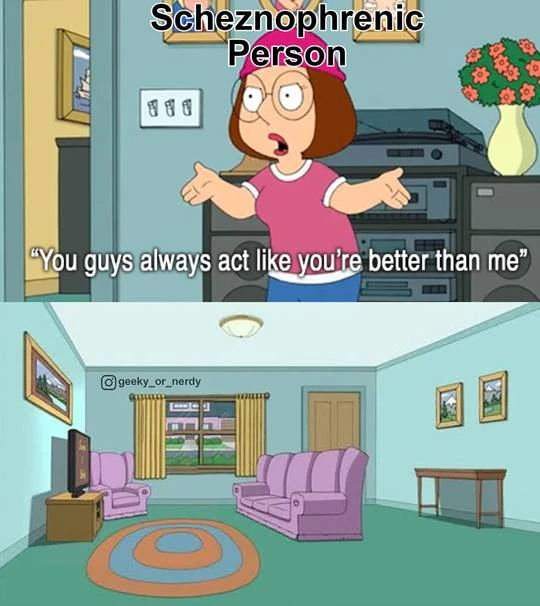 Scheznophrenic
Person
“You guys always act like you're better than me”
geeky_or_nerdy